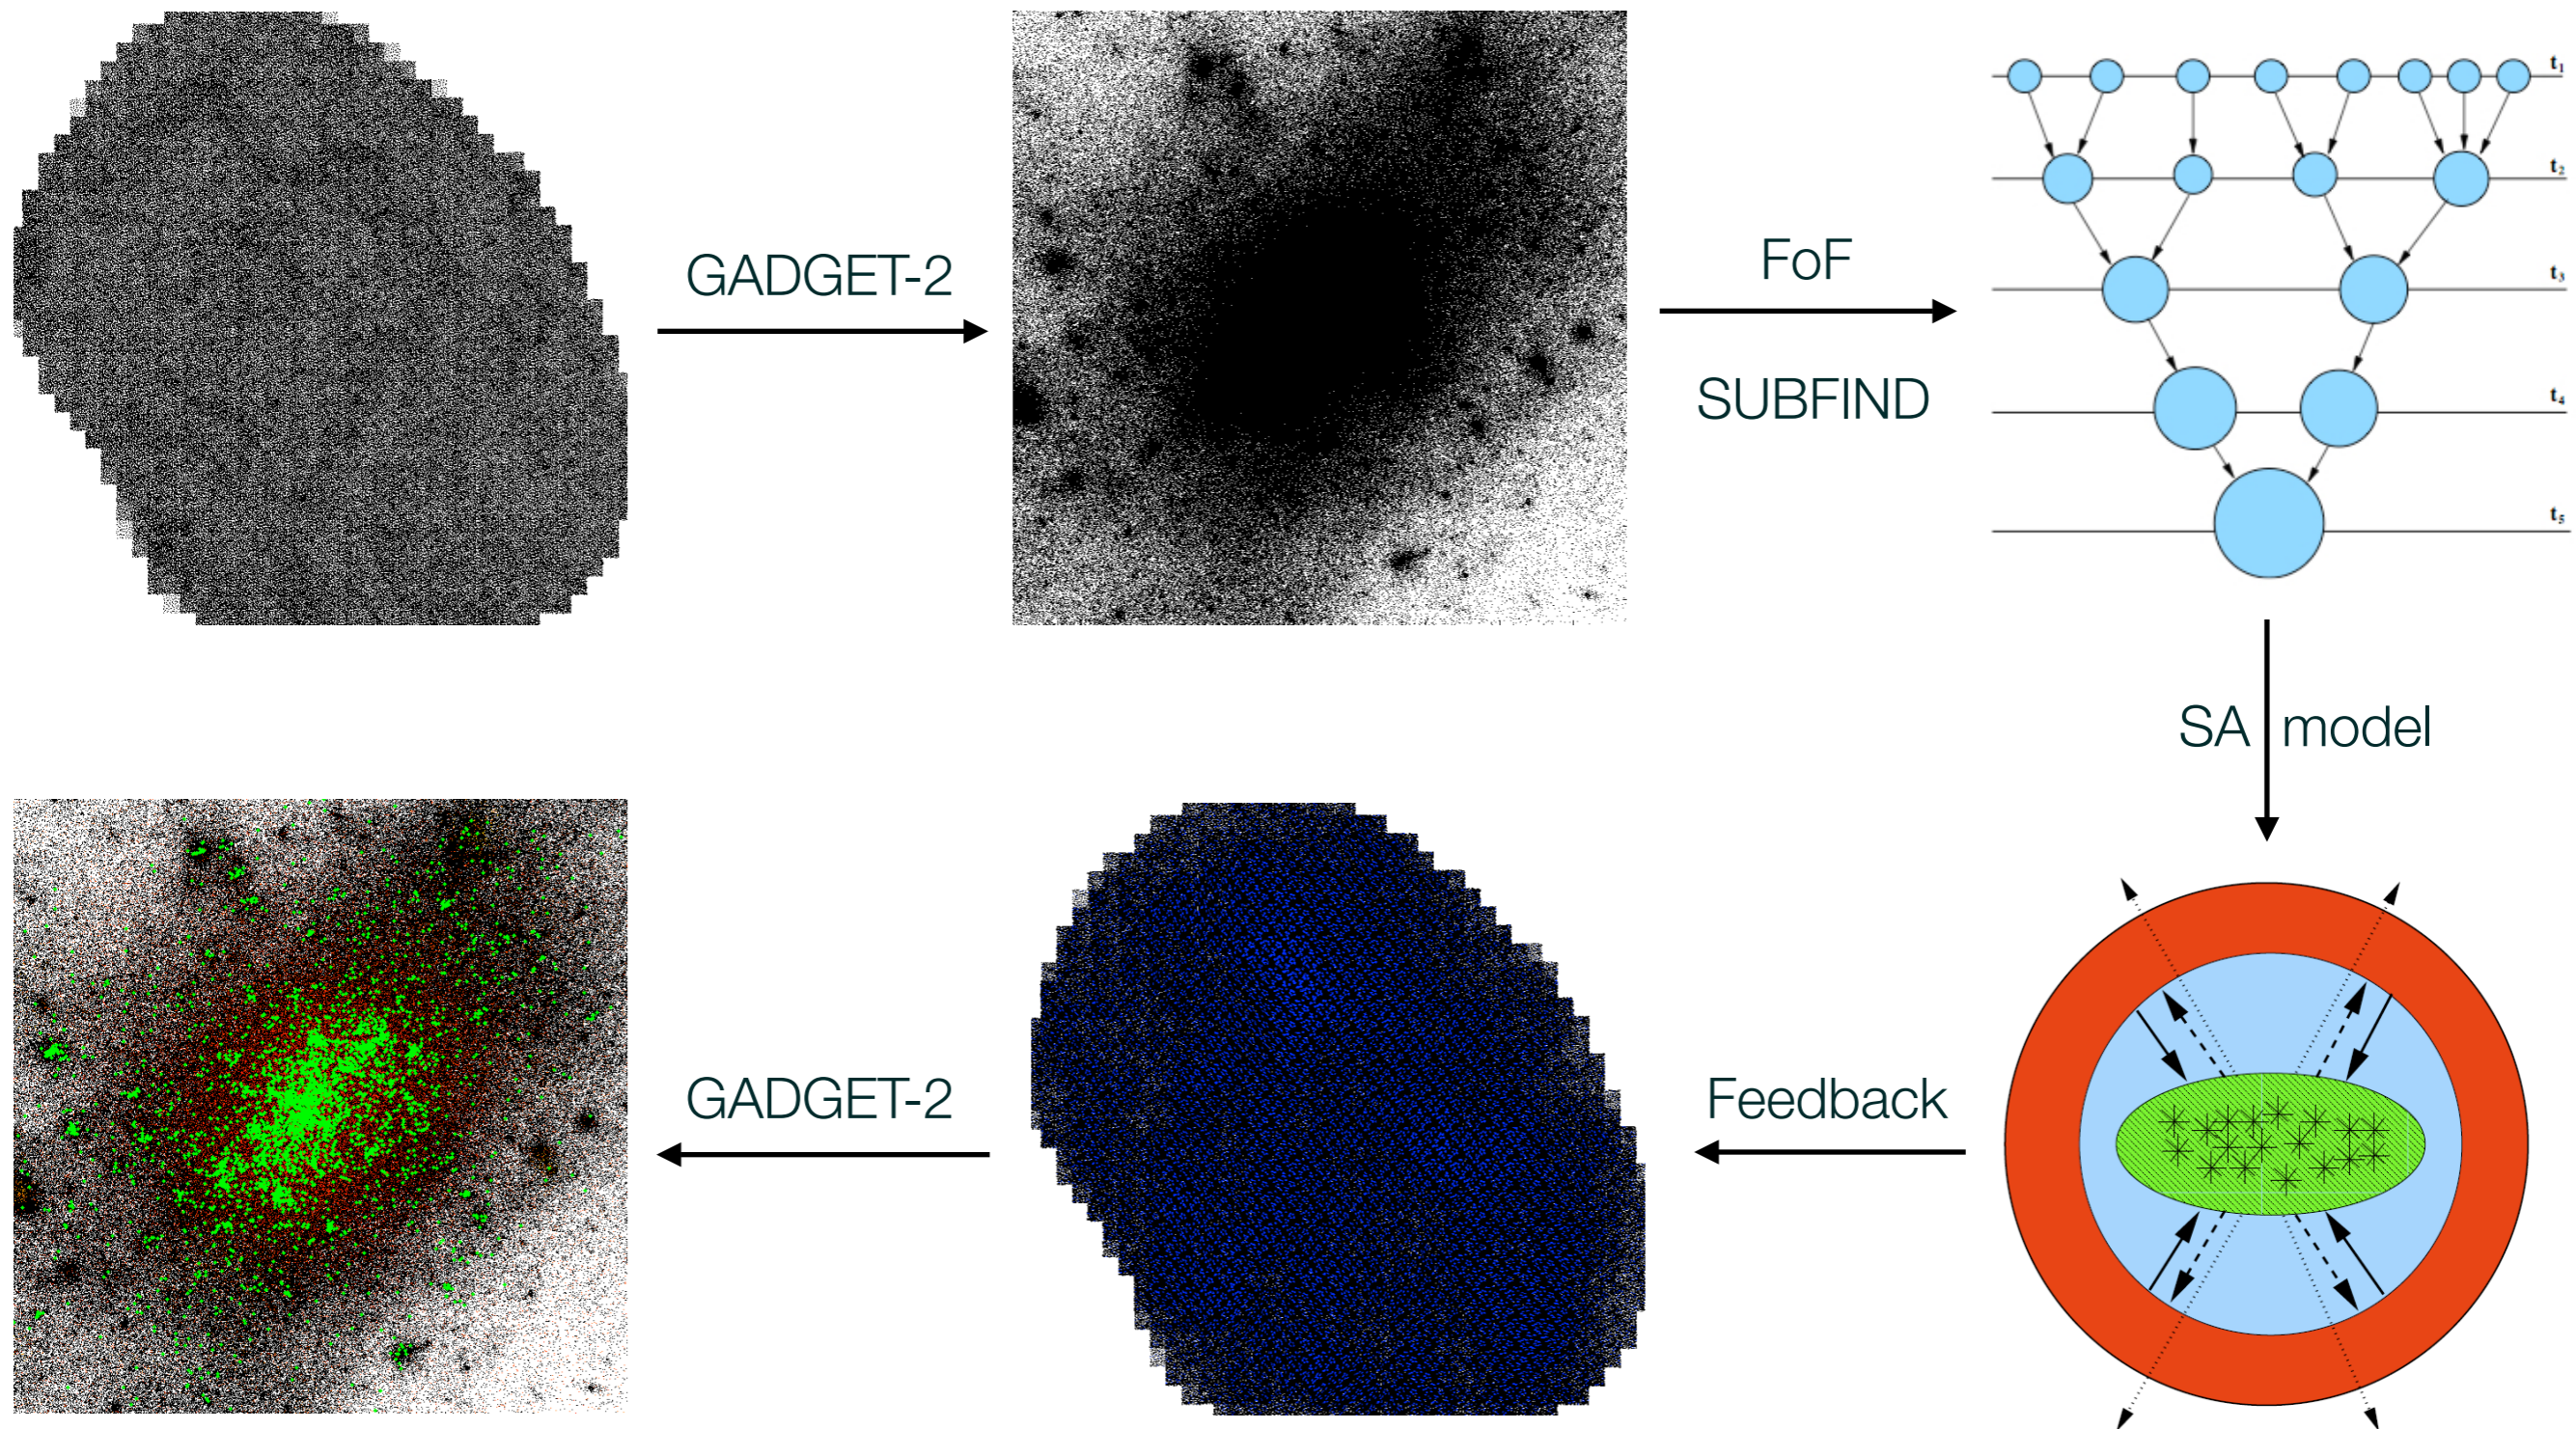 GADGET-2
FoF
SUBFIND
t₁
t₂
t₃
t₄
t₅
SA model
Feedback
GADGET-2